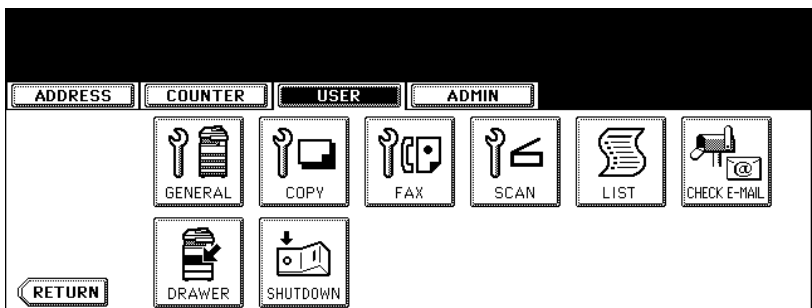 ADDRESS COUNTER USER ADMIN
GENERAL COPY FAX SCAN LIST CHECK E-MAIL
DRAWER SHUTDOWN
RETURN